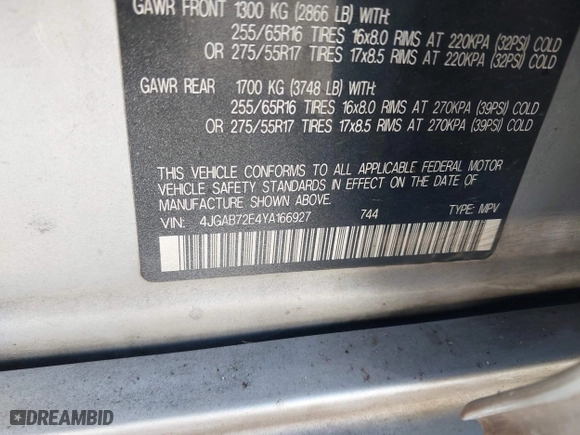 GAWR FRONT 1300 KG (2866 LB) WITH:
255/65R16 TIRES 16x8.0 RIMS AT 220KPA (32PSI) COLD
OR 275/55R17 TIRES 17x8.5 RIMS AT 220KPA (32PSI) COLD
GAWR REAR 1700 KG (3748 LB) WITH:
255/65R16 TIRES 16x8.0 RIMS AT 270KPA (39PSI) COLD
OR 275/55R17 TIRES 17x8.5 RIMS AT 270KPA (39PSI) COLD
THIS VEHICLE CONFORMS TO ALL APPLICABLE FEDERAL MOTOR
VEHICLE SAFETY STANDARDS IN EFFECT ON THE DATE OF
MANUFACTURE SHOWN ABOVE.
VIN: 4JGAB72E4YA166927 744 TYPE: MPV
DREAMBID